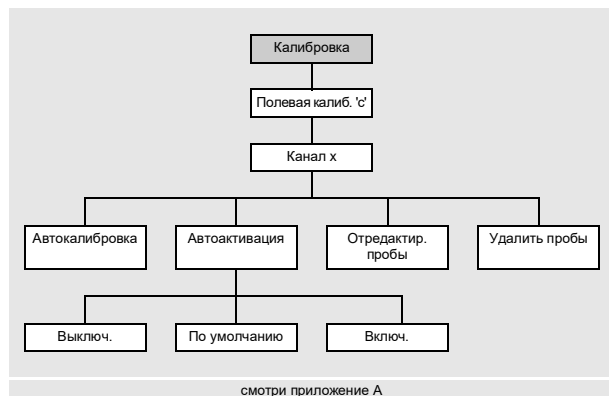 Калибровка
Полевая калиб. 'c'
Канал x
Автокалибровка
Автоактивация
Отредактир.
пробы
Удалить пробы
Выключ.
По умолчанию
Включ.
смотри приложение A